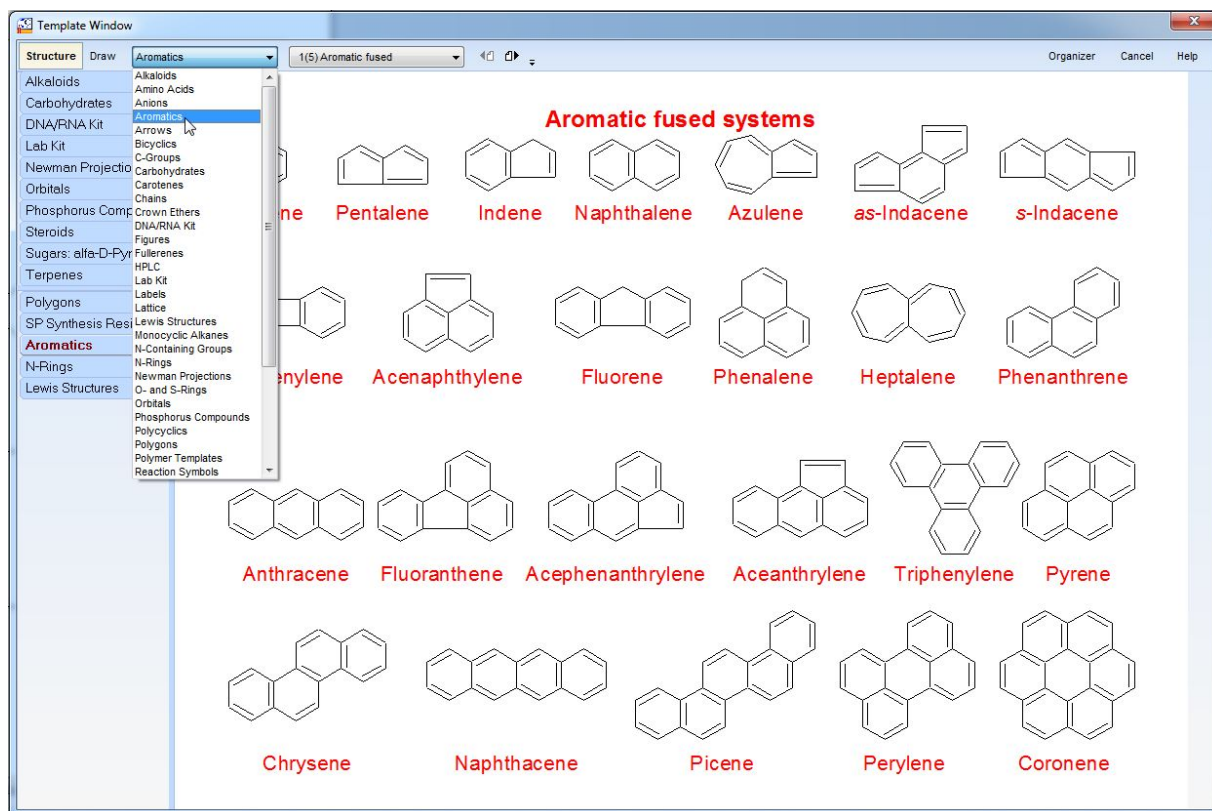 Template Window
Structure Draw Aromatics 1(5) Aromatic fused Organizer Cancel Help
Alkaloids
Carbohydrates
DNA/RNA Kit
Lab Kit
Newman Projectio
Orbitals
Phosphorus Comp
Steroids
Sugars: alfa-D-Pyr
Terpenes
Polygons
SP Synthesis Resi
Aromatics
N-Rings
Lewis Structures
Alkaloids
Amino Acids
Anions
Aromatics
Arrows
Bicyclics
C-Groups
Carbohydrates
Carotenes
Chains
Crown Ethers
DNA/RNA Kit
Figures
Fullerenes
HPLC
Lab Kit
Labels
Lattice
Lewis Structures
Monocyclic Alkanes
N-Containing Groups
N-Rings
Newman Projections
O- and S-Rings
Orbitals
Phosphorus Compounds
Polycyclics
Polygons
Polymer Templates
Reaction Symbols
Aromatic fused systems
ne Pentalene Indene Naphthalene Azulene as-Indacene s-Indacene
enylene Acenaphthylene Fluorene Phenalene Heptalene Phenanthrene
Anthracene Fluoranthene Acephenanthrylene Aceanthrylene Triphenylene Pyrene
Chrysene Naphthacene Picene Perylene Coronene